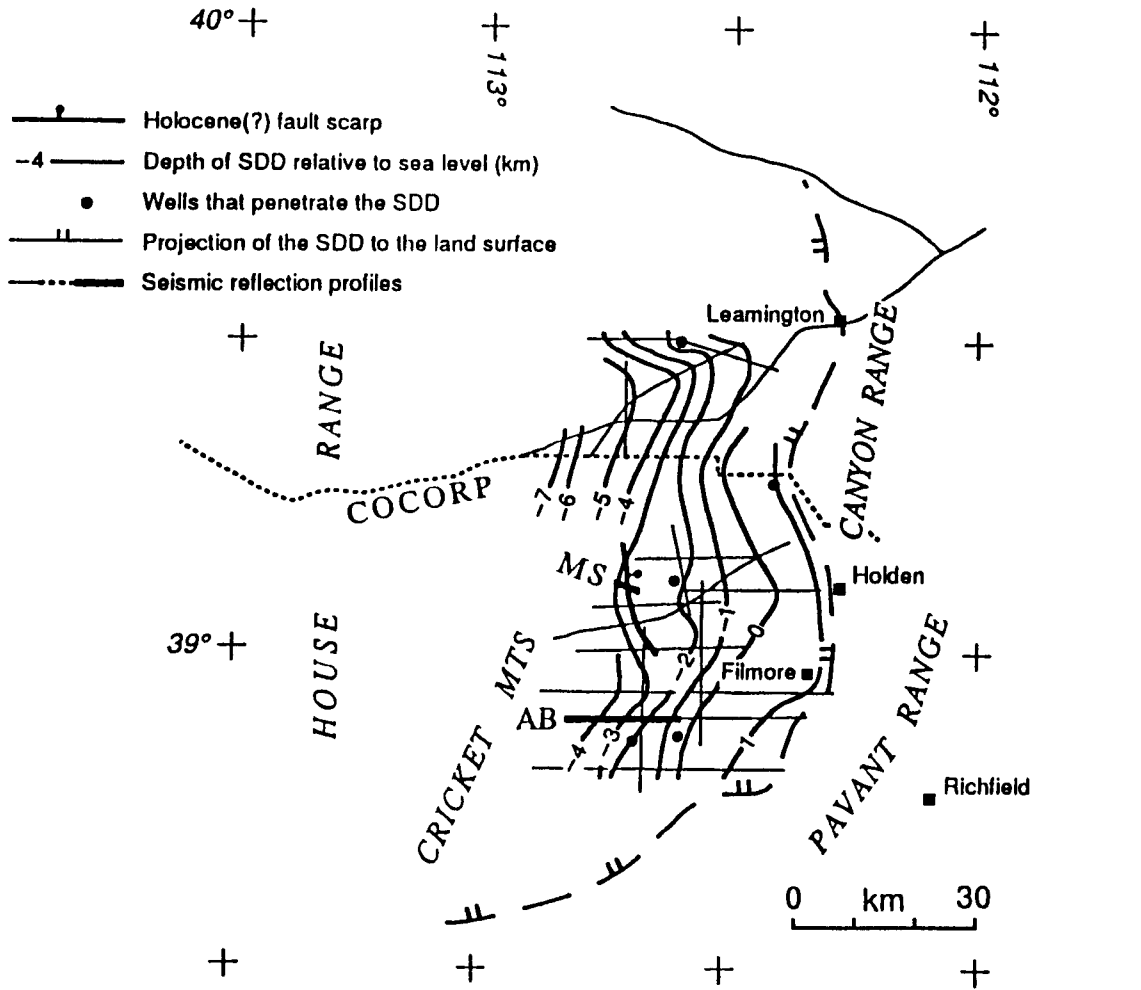 40°
113°
112°
Holocene(?) fault scarp
-4
Depth of SDD relative to sea level (km)
Wells that penetrate the SDD
Projection of the SDD to the land surface
Seismic reflection profiles
Leamington
HOUSE RANGE
CANYON RANGE
COCORP
-7
-6
-5
-4
MS
Holden
39°
-1
0
-2
Filmore
CRICKET MTS
AB
-4
-3
1
PAVANT RANGE
Richfield
0 km 30